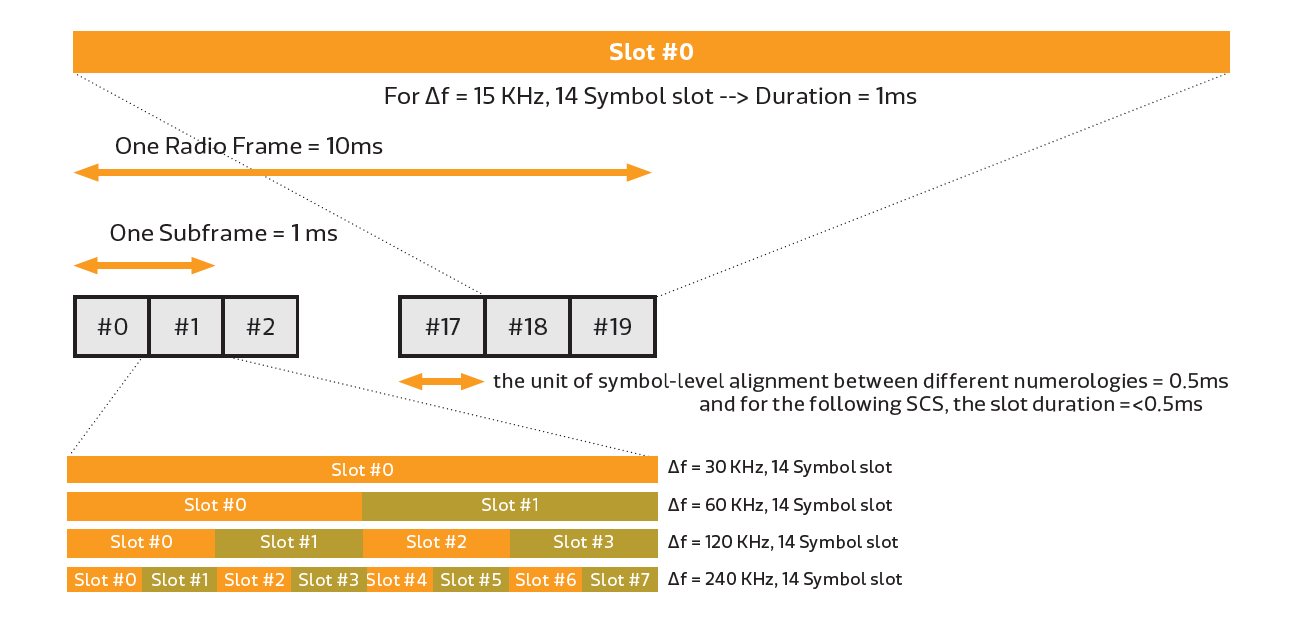 Slot #0
For Δf = 15 KHz, 14 Symbol slot --> Duration = 1ms
One Radio Frame = 10ms
One Subframe = 1 ms
#0 #1 #2 #17 #18 #19
the unit of symbol-level alignment between different numerologies = 0.5ms
and for the following SCS, the slot duration =<0.5ms
Slot #0 Δf = 30 KHz, 14 Symbol slot
Slot #0 Slot #1 Δf = 60 KHz, 14 Symbol slot
Slot #0 Slot #1 Slot #2 Slot #3 Δf = 120 KHz, 14 Symbol slot
Slot #0 Slot #1 Slot #2 Slot #3 Slot #4 Slot #5 Slot #6 Slot #7 Δf = 240 KHz, 14 Symbol slot